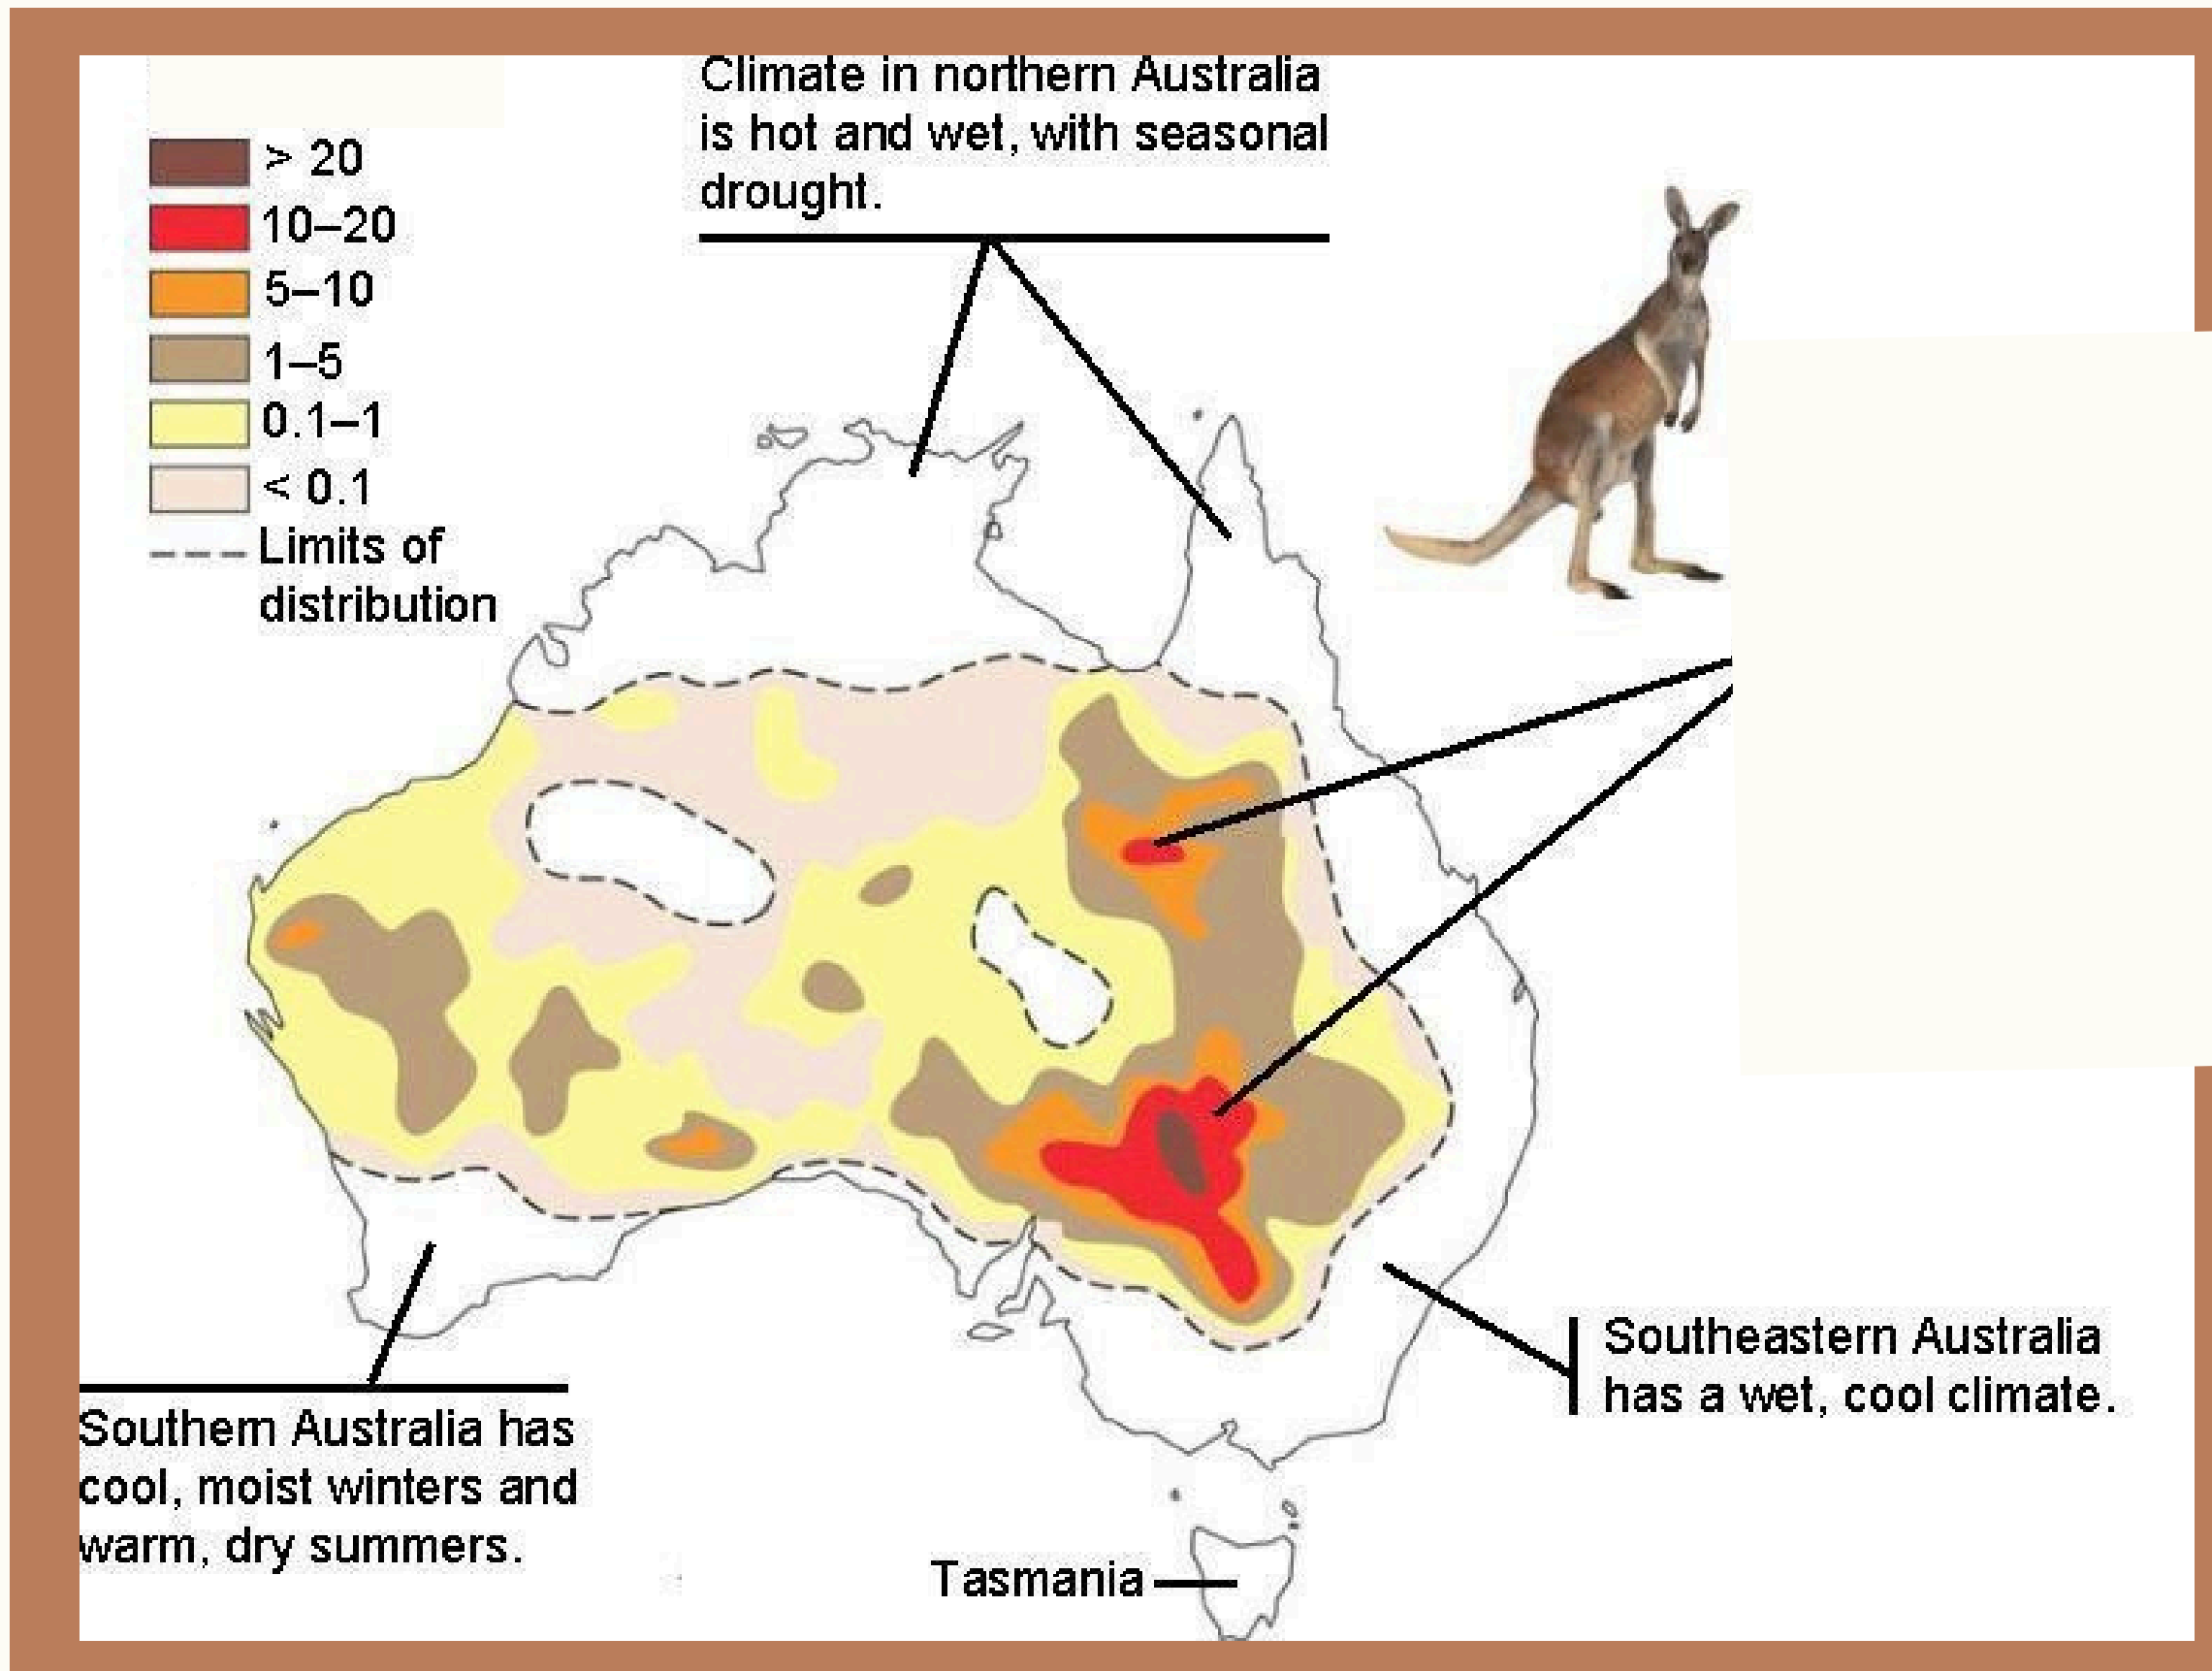 Climate in northern Australia
is hot and wet, with seasonal
drought.
> 20
10–20
5–10
1–5
0.1–1
< 0.1
Limits of
distribution
Southeastern Australia
has a wet, cool climate.
Southern Australia has
cool, moist winters and
warm, dry summers.
Tasmania